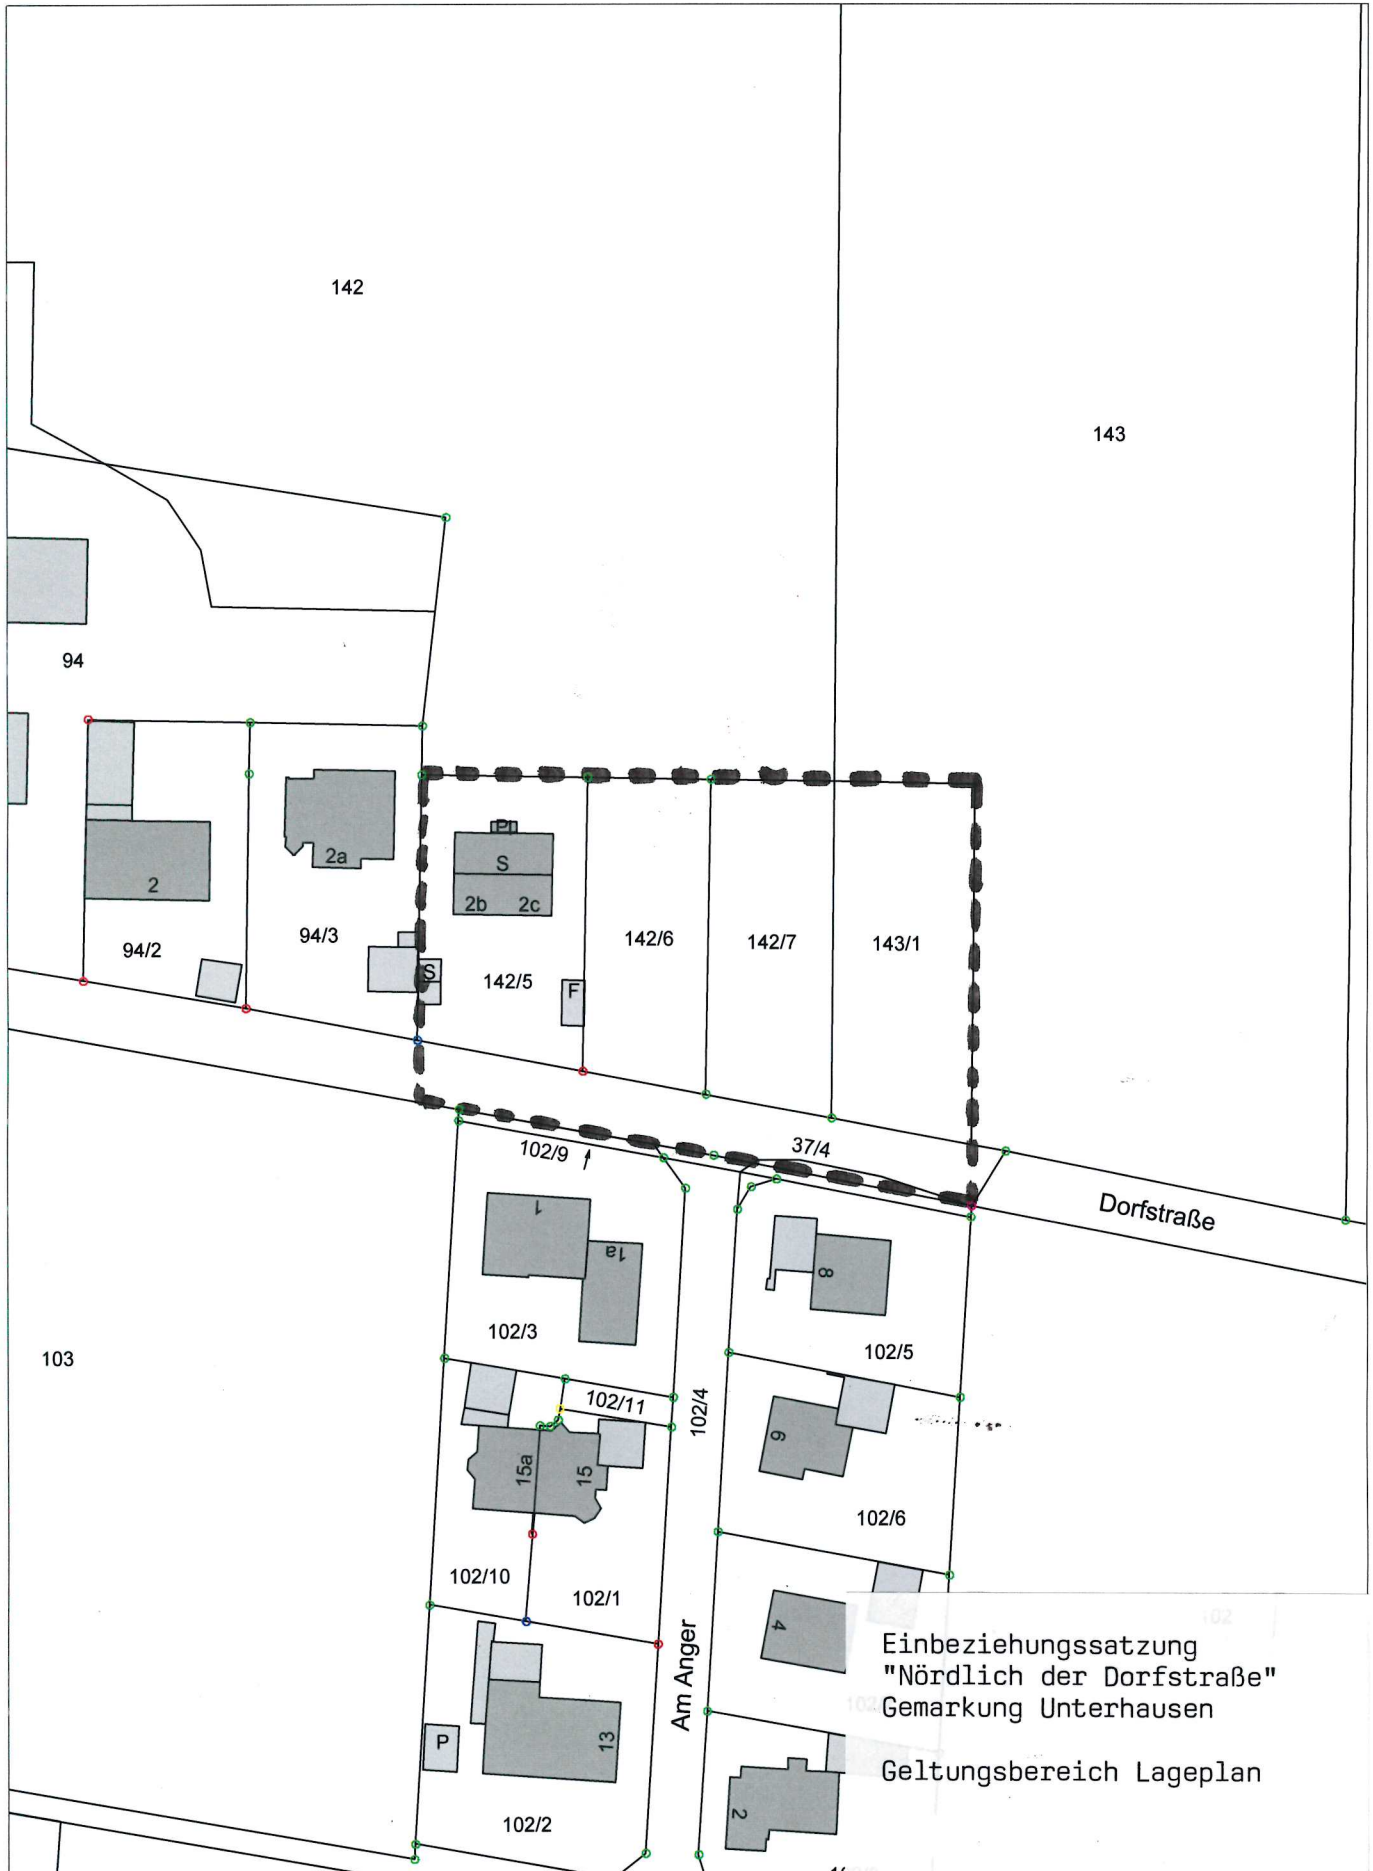 142
143
94
2a
2
94/2
94/3
S
Pl
S
2b 2c
142/5
F
142/6
142/7
143/1
37/4
102/9
Dorfstraße
1
1a
8
102/3
102/5
103
102/11
102/4
6
15a
15
102/6
102/10
102/1
4
Am Anger
13
P
2
102/2
Einbeziehungssatzung
"Nördlich der Dorfstraße"
Gemarkung Unterhausen
Geltungsbereich Lageplan